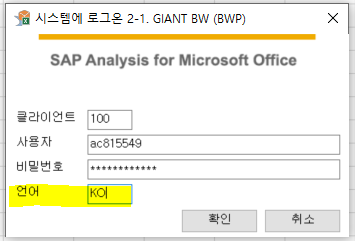 시스템에 로그온 2-1. GIANT BW (BWP)
SAP Analysis for Microsoft Office
클라이언트 100
사용자 ac815549
비밀번호 ************
언어 KO
확인 취소